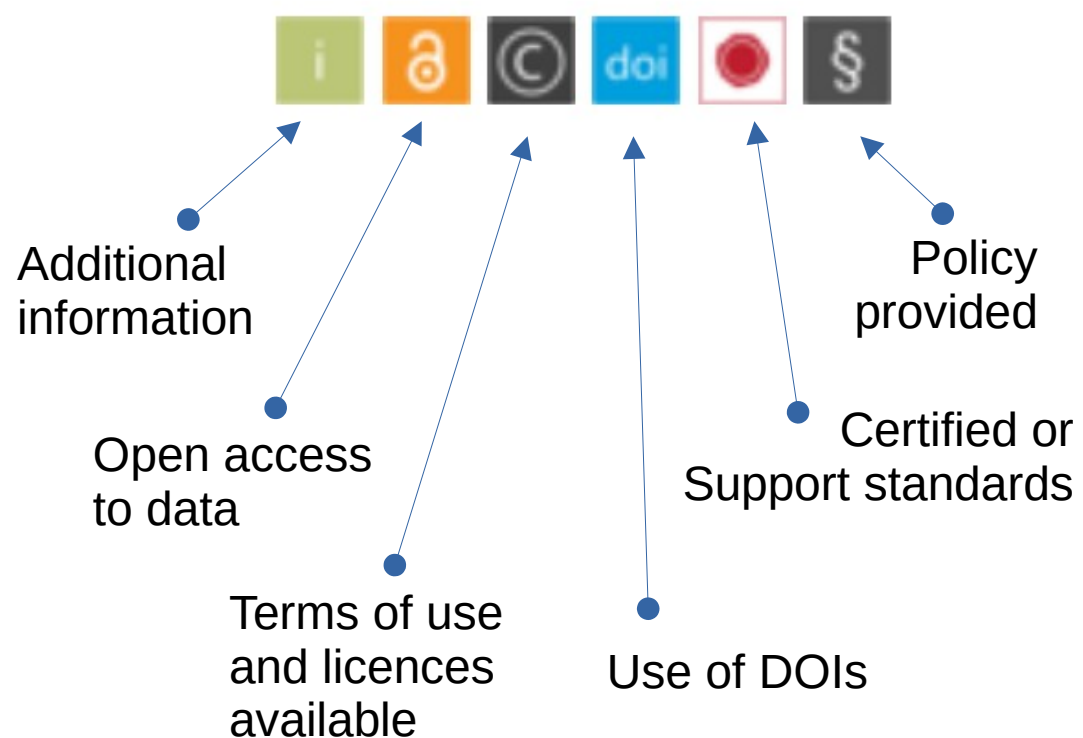 i
©
doi
§
Additional
information
Open access
to data
Terms of use
and licences
available
Use of DOIs
Certified or
Support standards
Policy
provided